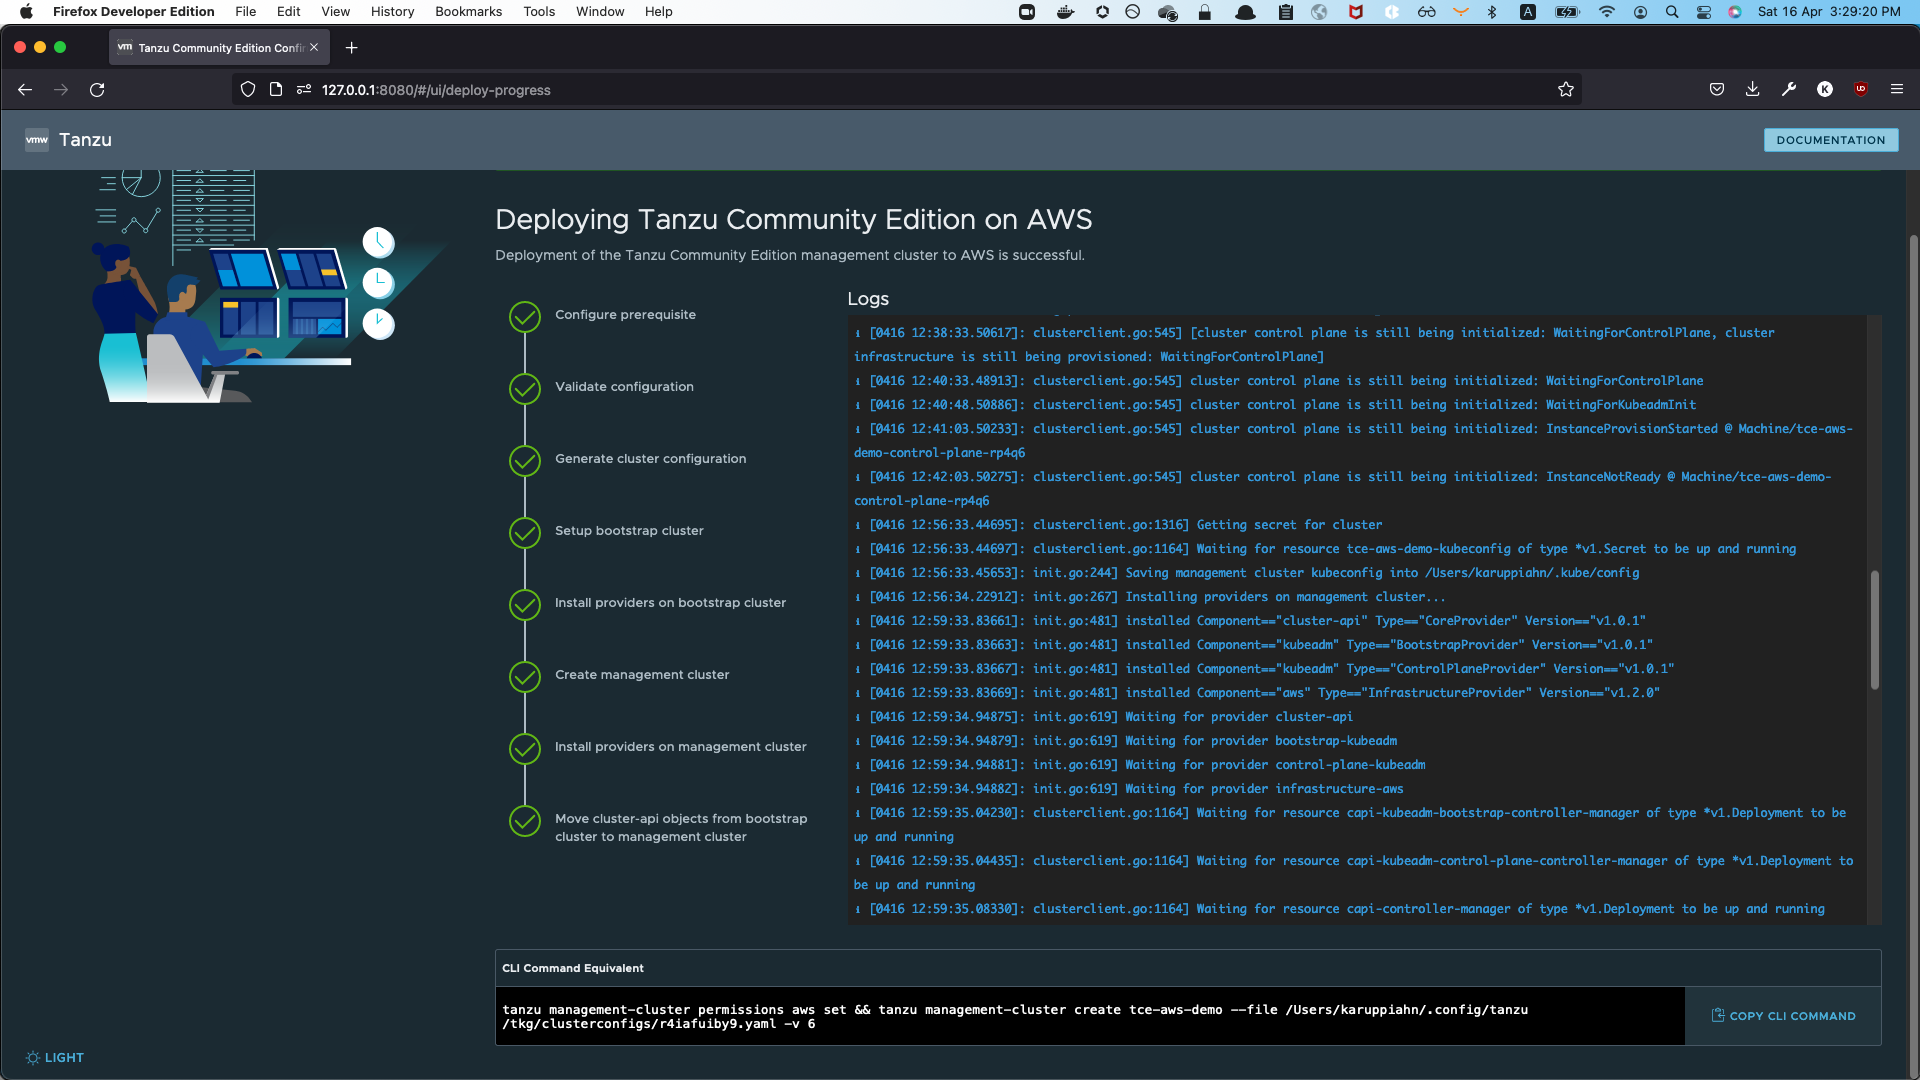 Firefox Developer Edition File Edit View History Bookmarks Tools Window Help
A
Sat 16 Apr 3:29:20 PM
vm Tanzu Community Edition Confi
127.0.0.1:8080/#/ui/deploy-progress
K
vmw Tanzu
DOCUMENTATION
Deploying Tanzu Community Edition on AWS
Deployment of the Tanzu Community Edition management cluster to AWS is successful.
Configure prerequisite
Validate configuration
Generate cluster configuration
Setup bootstrap cluster
Install providers on bootstrap cluster
Create management cluster
Install providers on management cluster
Move cluster-api objects from bootstrap
cluster to management cluster
Logs
i [0416 12:38:33.50617]: clusterclient.go:545] [cluster control plane is still being initialized: WaitingForControlPlane, cluster
infrastructure is still being provisioned: WaitingForControlPlane]
i [0416 12:40:33.48913]: clusterclient.go:545] cluster control plane is still being initialized: WaitingForControlPlane
i [0416 12:40:48.50886]: clusterclient.go:545] cluster control plane is still being initialized: WaitingForKubeadmInit
i [0416 12:41:03.50233]: clusterclient.go:545] cluster control plane is still being initialized: InstanceProvisionStarted @ Machine/tce-aws-
demo-control-plane-rp4q6
i [0416 12:42:03.50275]: clusterclient.go:545] cluster control plane is still being initialized: InstanceNotReady @ Machine/tce-aws-demo-
control-plane-rp4q6
i [0416 12:56:33.44695]: clusterclient.go:1316] Getting secret for cluster
i [0416 12:56:33.44697]: clusterclient.go:1164] Waiting for resource tce-aws-demo-kubeconfig of type *v1.Secret to be up and running
i [0416 12:56:33.45653]: init.go:244] Saving management cluster kubeconfig into /Users/karuppiahn/.kube/config
i [0416 12:56:34.22912]: init.go:267] Installing providers on management cluster...
i [0416 12:59:33.83661]: init.go:481] installed Component=="cluster-api" Type=="CoreProvider" Version=="v1.0.1"
i [0416 12:59:33.83663]: init.go:481] installed Component=="kubeadm" Type=="BootstrapProvider" Version=="v1.0.1"
i [0416 12:59:33.83667]: init.go:481] installed Component=="kubeadm" Type=="ControlPlaneProvider" Version=="v1.0.1"
i [0416 12:59:33.83669]: init.go:481] installed Component=="aws" Type=="InfrastructureProvider" Version=="v1.2.0"
i [0416 12:59:34.94875]: init.go:619] Waiting for provider cluster-api
i [0416 12:59:34.94879]: init.go:619] Waiting for provider bootstrap-kubeadm
i [0416 12:59:34.94881]: init.go:619] Waiting for provider control-plane-kubeadm
i [0416 12:59:34.94882]: init.go:619] Waiting for provider infrastructure-aws
i [0416 12:59:35.04230]: clusterclient.go:1164] Waiting for resource capi-kubeadm-bootstrap-controller-manager of type *v1.Deployment to be
up and running
i [0416 12:59:35.04435]: clusterclient.go:1164] Waiting for resource capi-kubeadm-control-plane-controller-manager of type *v1.Deployment to
be up and running
i [0416 12:59:35.08330]: clusterclient.go:1164] Waiting for resource capi-controller-manager of type *v1.Deployment to be up and running
CLI Command Equivalent
tanzu management-cluster permissions aws set && tanzu management-cluster create tce-aws-demo --file /Users/karuppiahn/.config/tanzu
/tkg/clusterconfigs/r4iafuiby9.yaml -v 6
COPY CLI COMMAND
LIGHT